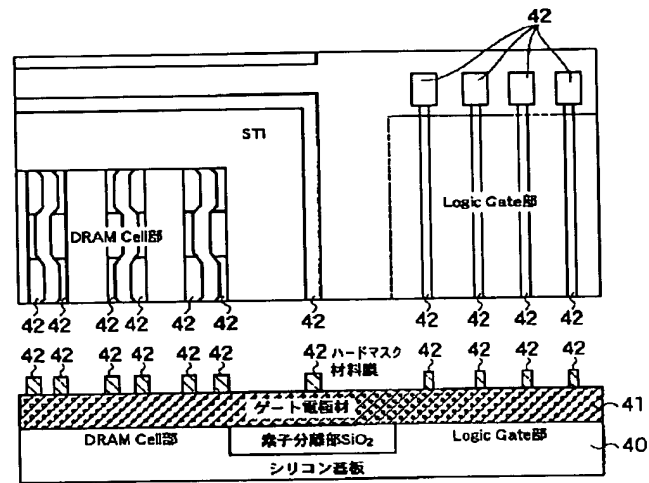 42
STI
Logic Gate部
DRAM Cell部
42 42 42 42 42 42 42 42 42 42 42
42 42 42 42 42 42 42 ハードマスク材料膜 42 42 42 42
ゲート電極材
41
DRAM Cell部
素子分離部SiO₂
Logic Gate部
40
シリコン基板